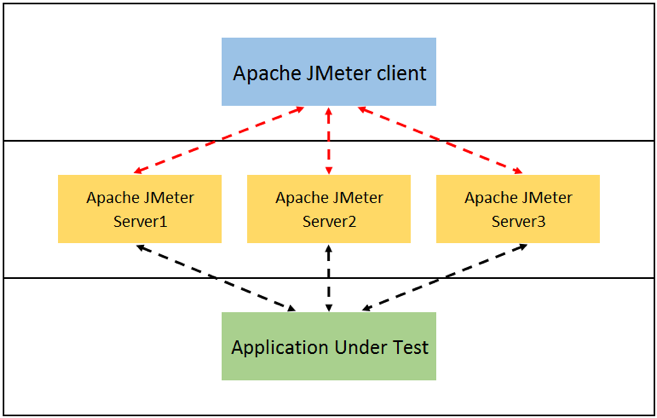 Apache JMeter client
Apache JMeter
Server1
Apache JMeter
Server2
Apache JMeter
Server3
Application Under Test